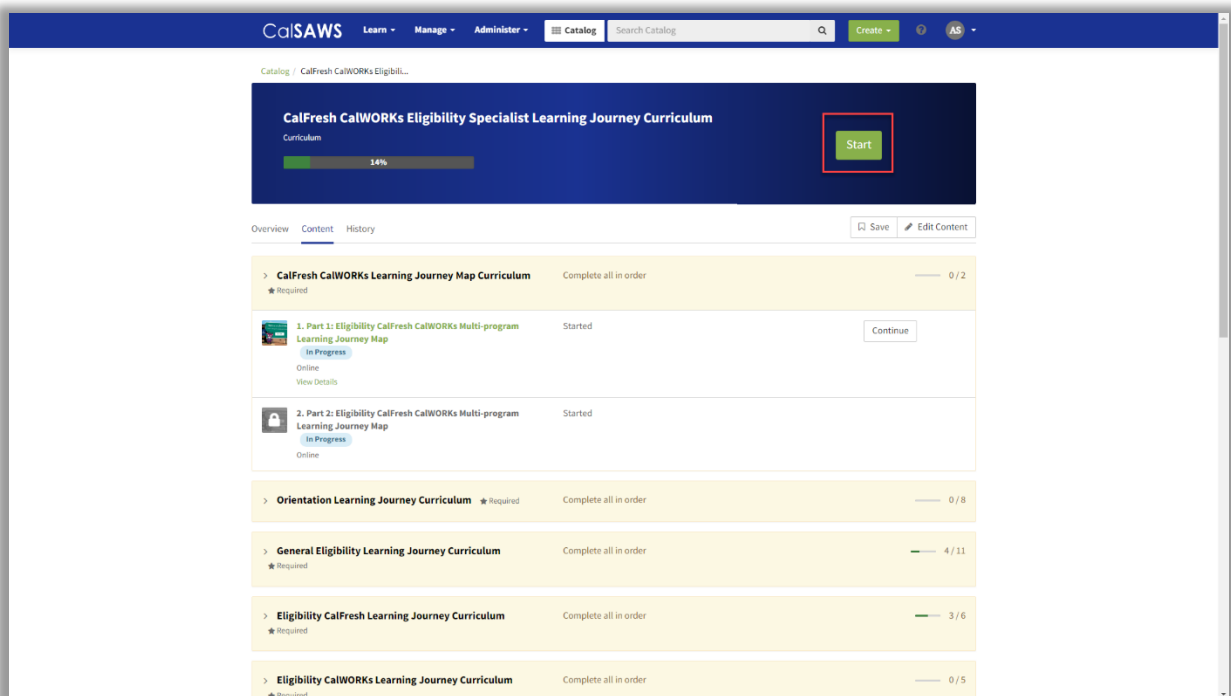 CalSAWS Learn Manage Administer Catalog Search Catalog Create ? AS
Catalog / CalFresh CalWORKs Eligibili...
CalFresh CalWORKs Eligibility Specialist Learning Journey Curriculum
Curriculum
Start
14%
Overview Content History Save Edit Content
CalFresh CalWORKs Learning Journey Map Curriculum Complete all in order 0 / 2
Required
1. Part 1: Eligibility CalFresh CalWORKs Multi-program Started Continue
Learning Journey Map
In Progress
Online
View Details
2. Part 2: Eligibility CalFresh CalWORKs Multi-program Started
Learning Journey Map
In Progress
Online
Orientation Learning Journey Curriculum Required Complete all in order 0 / 8
General Eligibility Learning Journey Curriculum Complete all in order 4 / 11
Required
Eligibility CalFresh Learning Journey Curriculum Complete all in order 3 / 6
Required
Eligibility CalWORKs Learning Journey Curriculum Complete all in order 0 / 5
Required